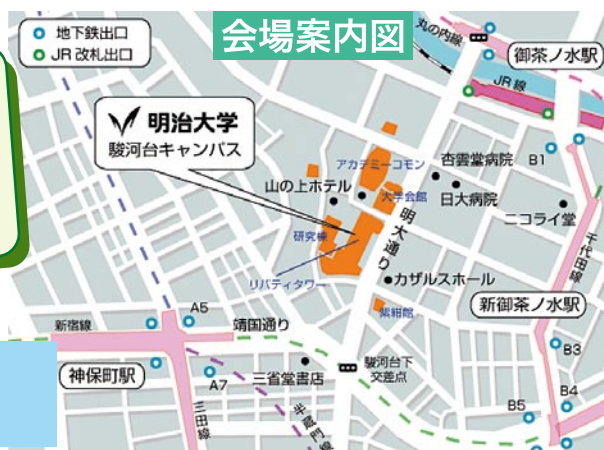 会場案内図
地下鉄出口
JR 改札出口
明治大学
駿河台キャンパス
丸の内線
御茶ノ水駅
JR 線
アカデミーコモン
杏雲堂病院
B1
山の上ホテル
大学会館
日大病院
ニコライ堂
研究棟
明大通り
千代田線
リバティタワー
カザルスホール
新御茶ノ水駅
紫紺館
新宿線
A5
靖国通り
神保町駅
A7
三省堂書店
駿河台下
交差点
B3
B4
B5
三田線
半蔵門線